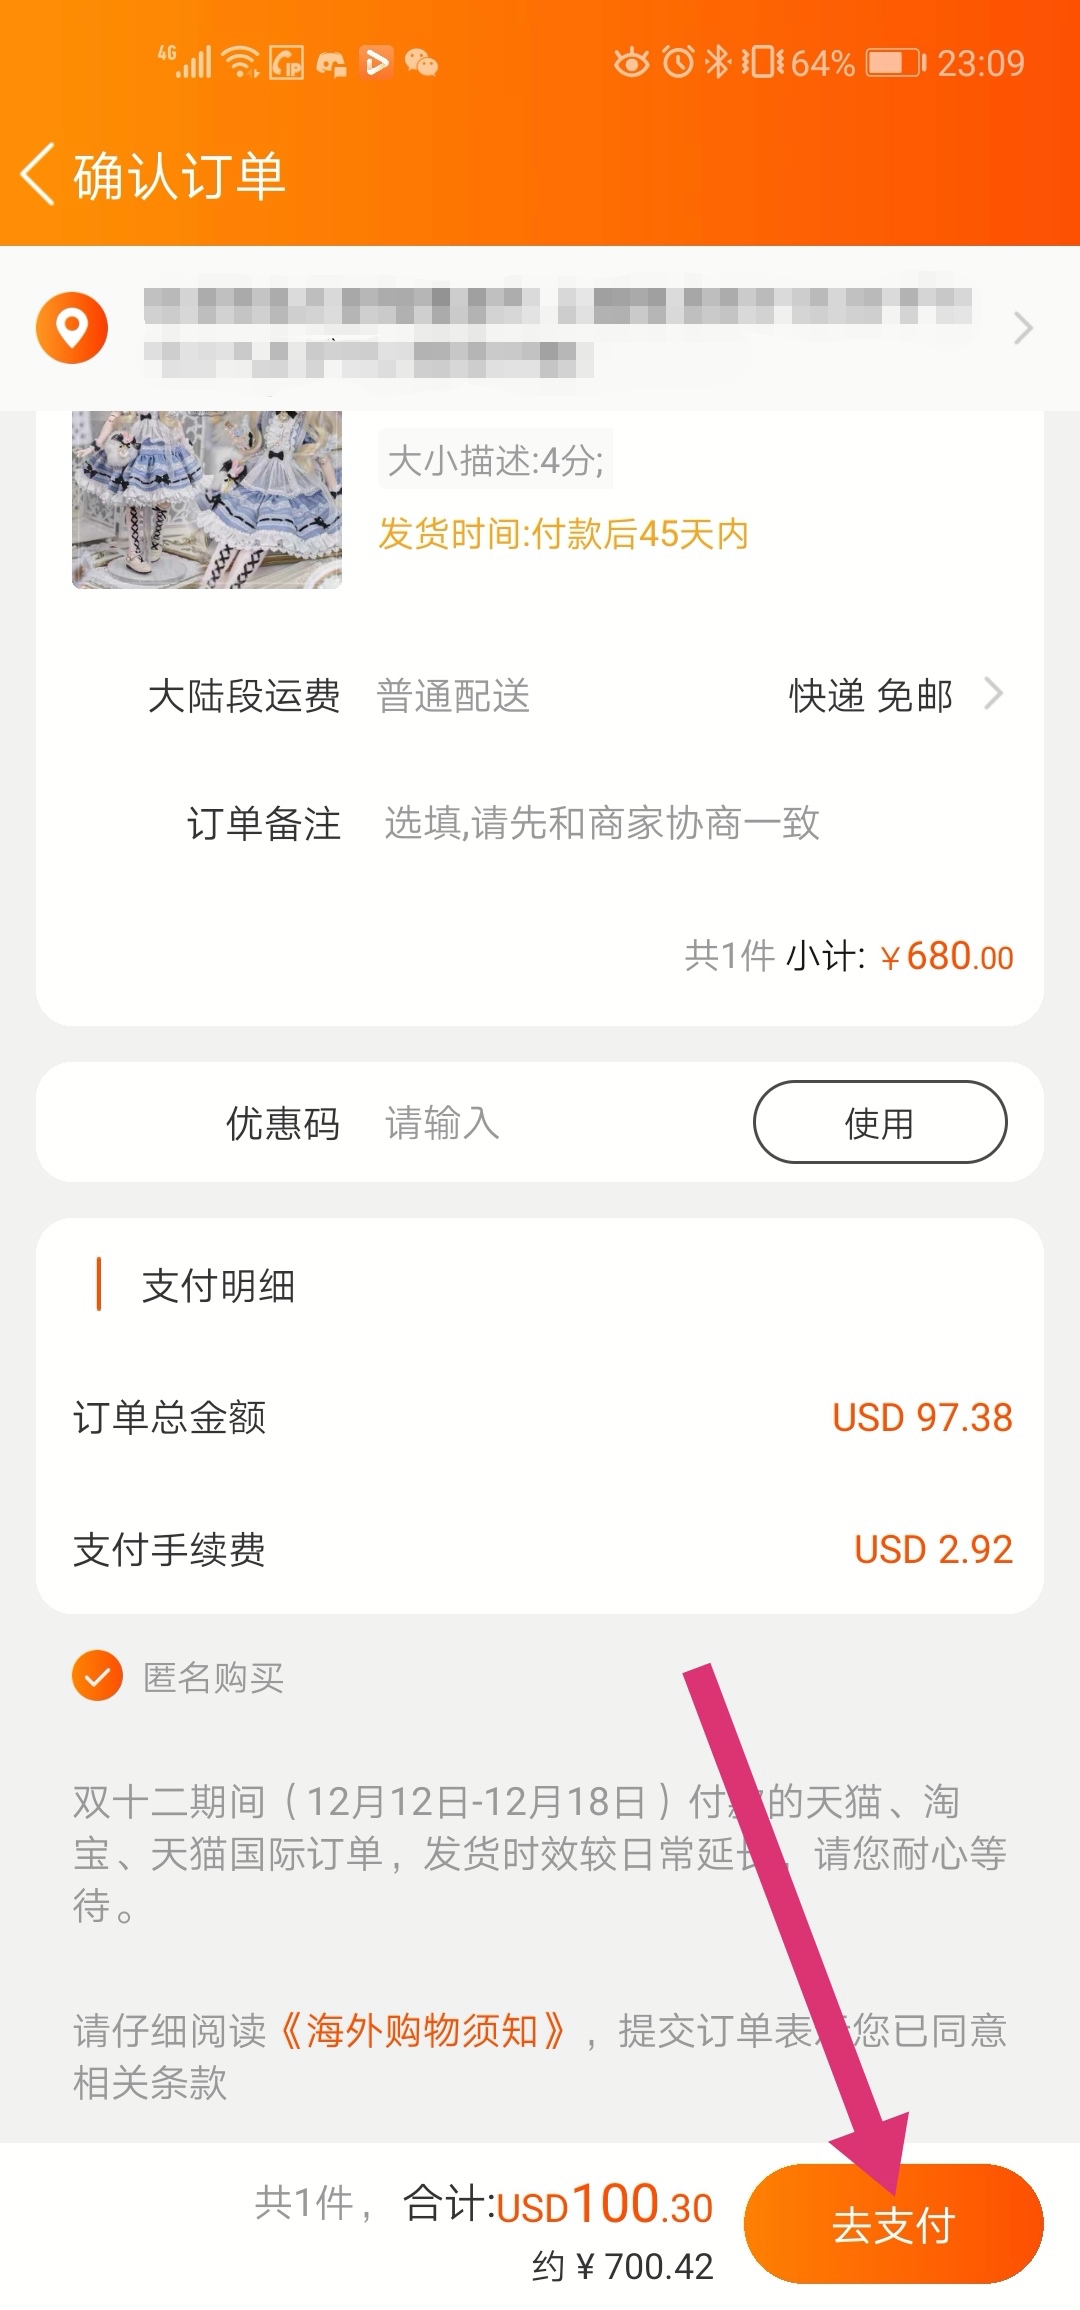 4G 64% 23:09
确认订单
大小描述:4分;
发货时间:付款后45天内
大陆段运费 普通配送 快递 免邮
订单备注 选填,请先和商家协商一致
共1件 小计: ￥680.00
优惠码 请输入 使用
支付明细
订单总金额 USD 97.38
支付手续费 USD 2.92
匿名购买
双十二期间（12月12日-12月18日）付款的天猫、淘
宝、天猫国际订单，发货时效较日常延长，请您耐心等
待。
请仔细阅读《海外购物须知》，提交订单表示您已同意
相关条款
共1件， 合计:USD100.30
约 ¥ 700.42
去支付